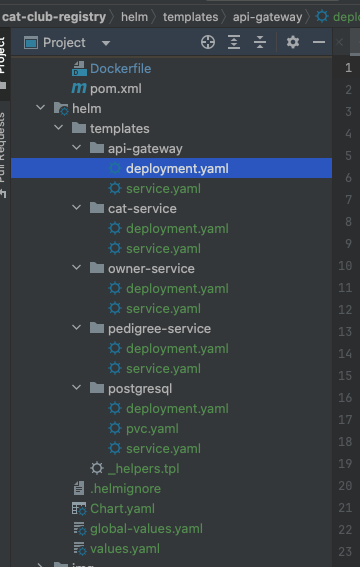 cat-club-registry › helm › templates › api-gateway ›
Project
Project
Dockerfile
pom.xml
helm
templates
api-gateway
deployment.yaml
service.yaml
cat-service
deployment.yaml
service.yaml
owner-service
deployment.yaml
service.yaml
pedigree-service
deployment.yaml
service.yaml
postgresql
deployment.yaml
pvc.yaml
service.yaml
_helpers.tpl
.helmignore
Chart.yaml
global-values.yaml
values.yaml
Pull Requests
1
2
3
4
5
6
7
8
9
10
11
12
13
14
15
16
17
18
19
20
21
22
23